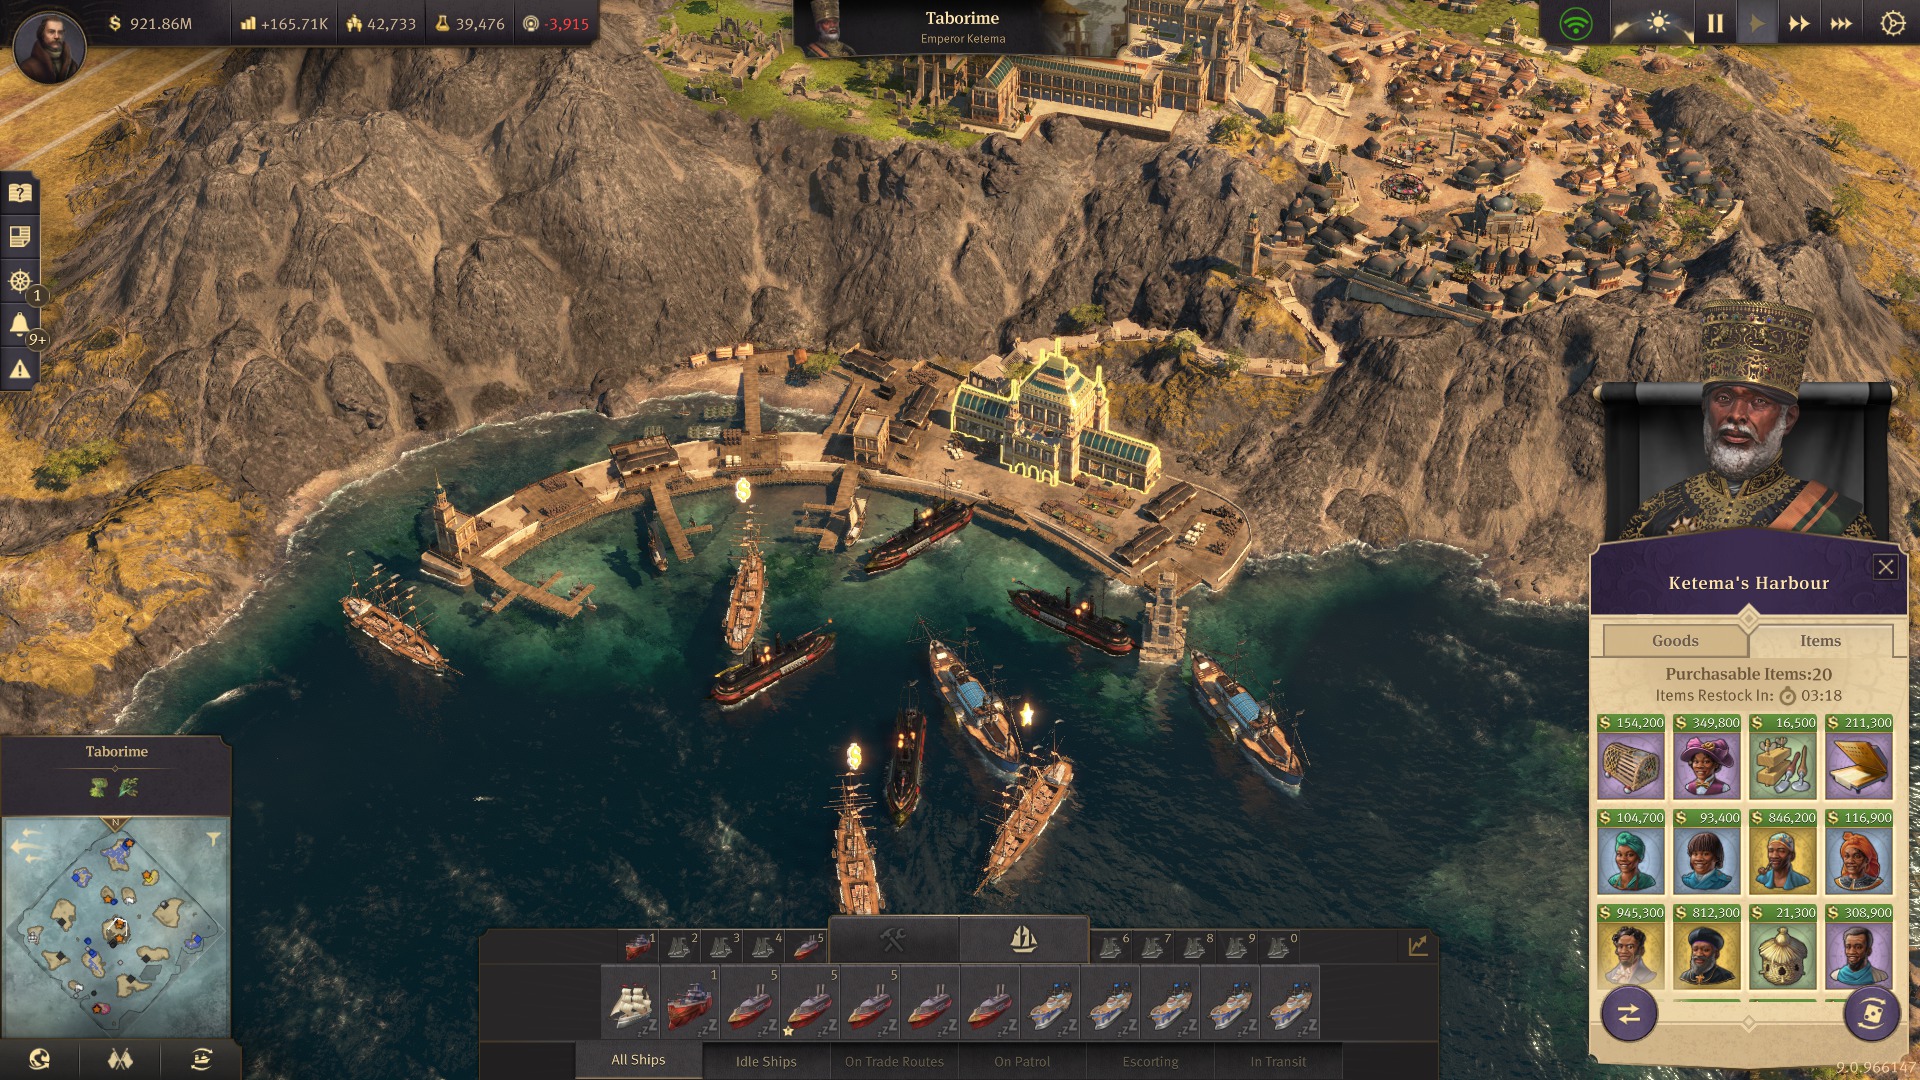 921.86M
+165.71K
42,733
39,476
-3,915
Taborime
Emperor Ketema
1
9+
Ketema's Harbour
Goods
Items
Purchasable Items:20
Items Restock In: 03:18
$ 154,200
$ 349,800
$ 16,500
$ 211,300
$ 104,700
$ 93,400
$ 846,200
$ 116,900
$ 945,300
$ 812,300
$ 21,300
$ 308,900
Taborime
N
1
2
3
4
5
6
7
8
9
0
1
5
5
5
All Ships
Idle Ships
On Trade Routes
On Patrol
Escorting
In Transit
9.0.966147